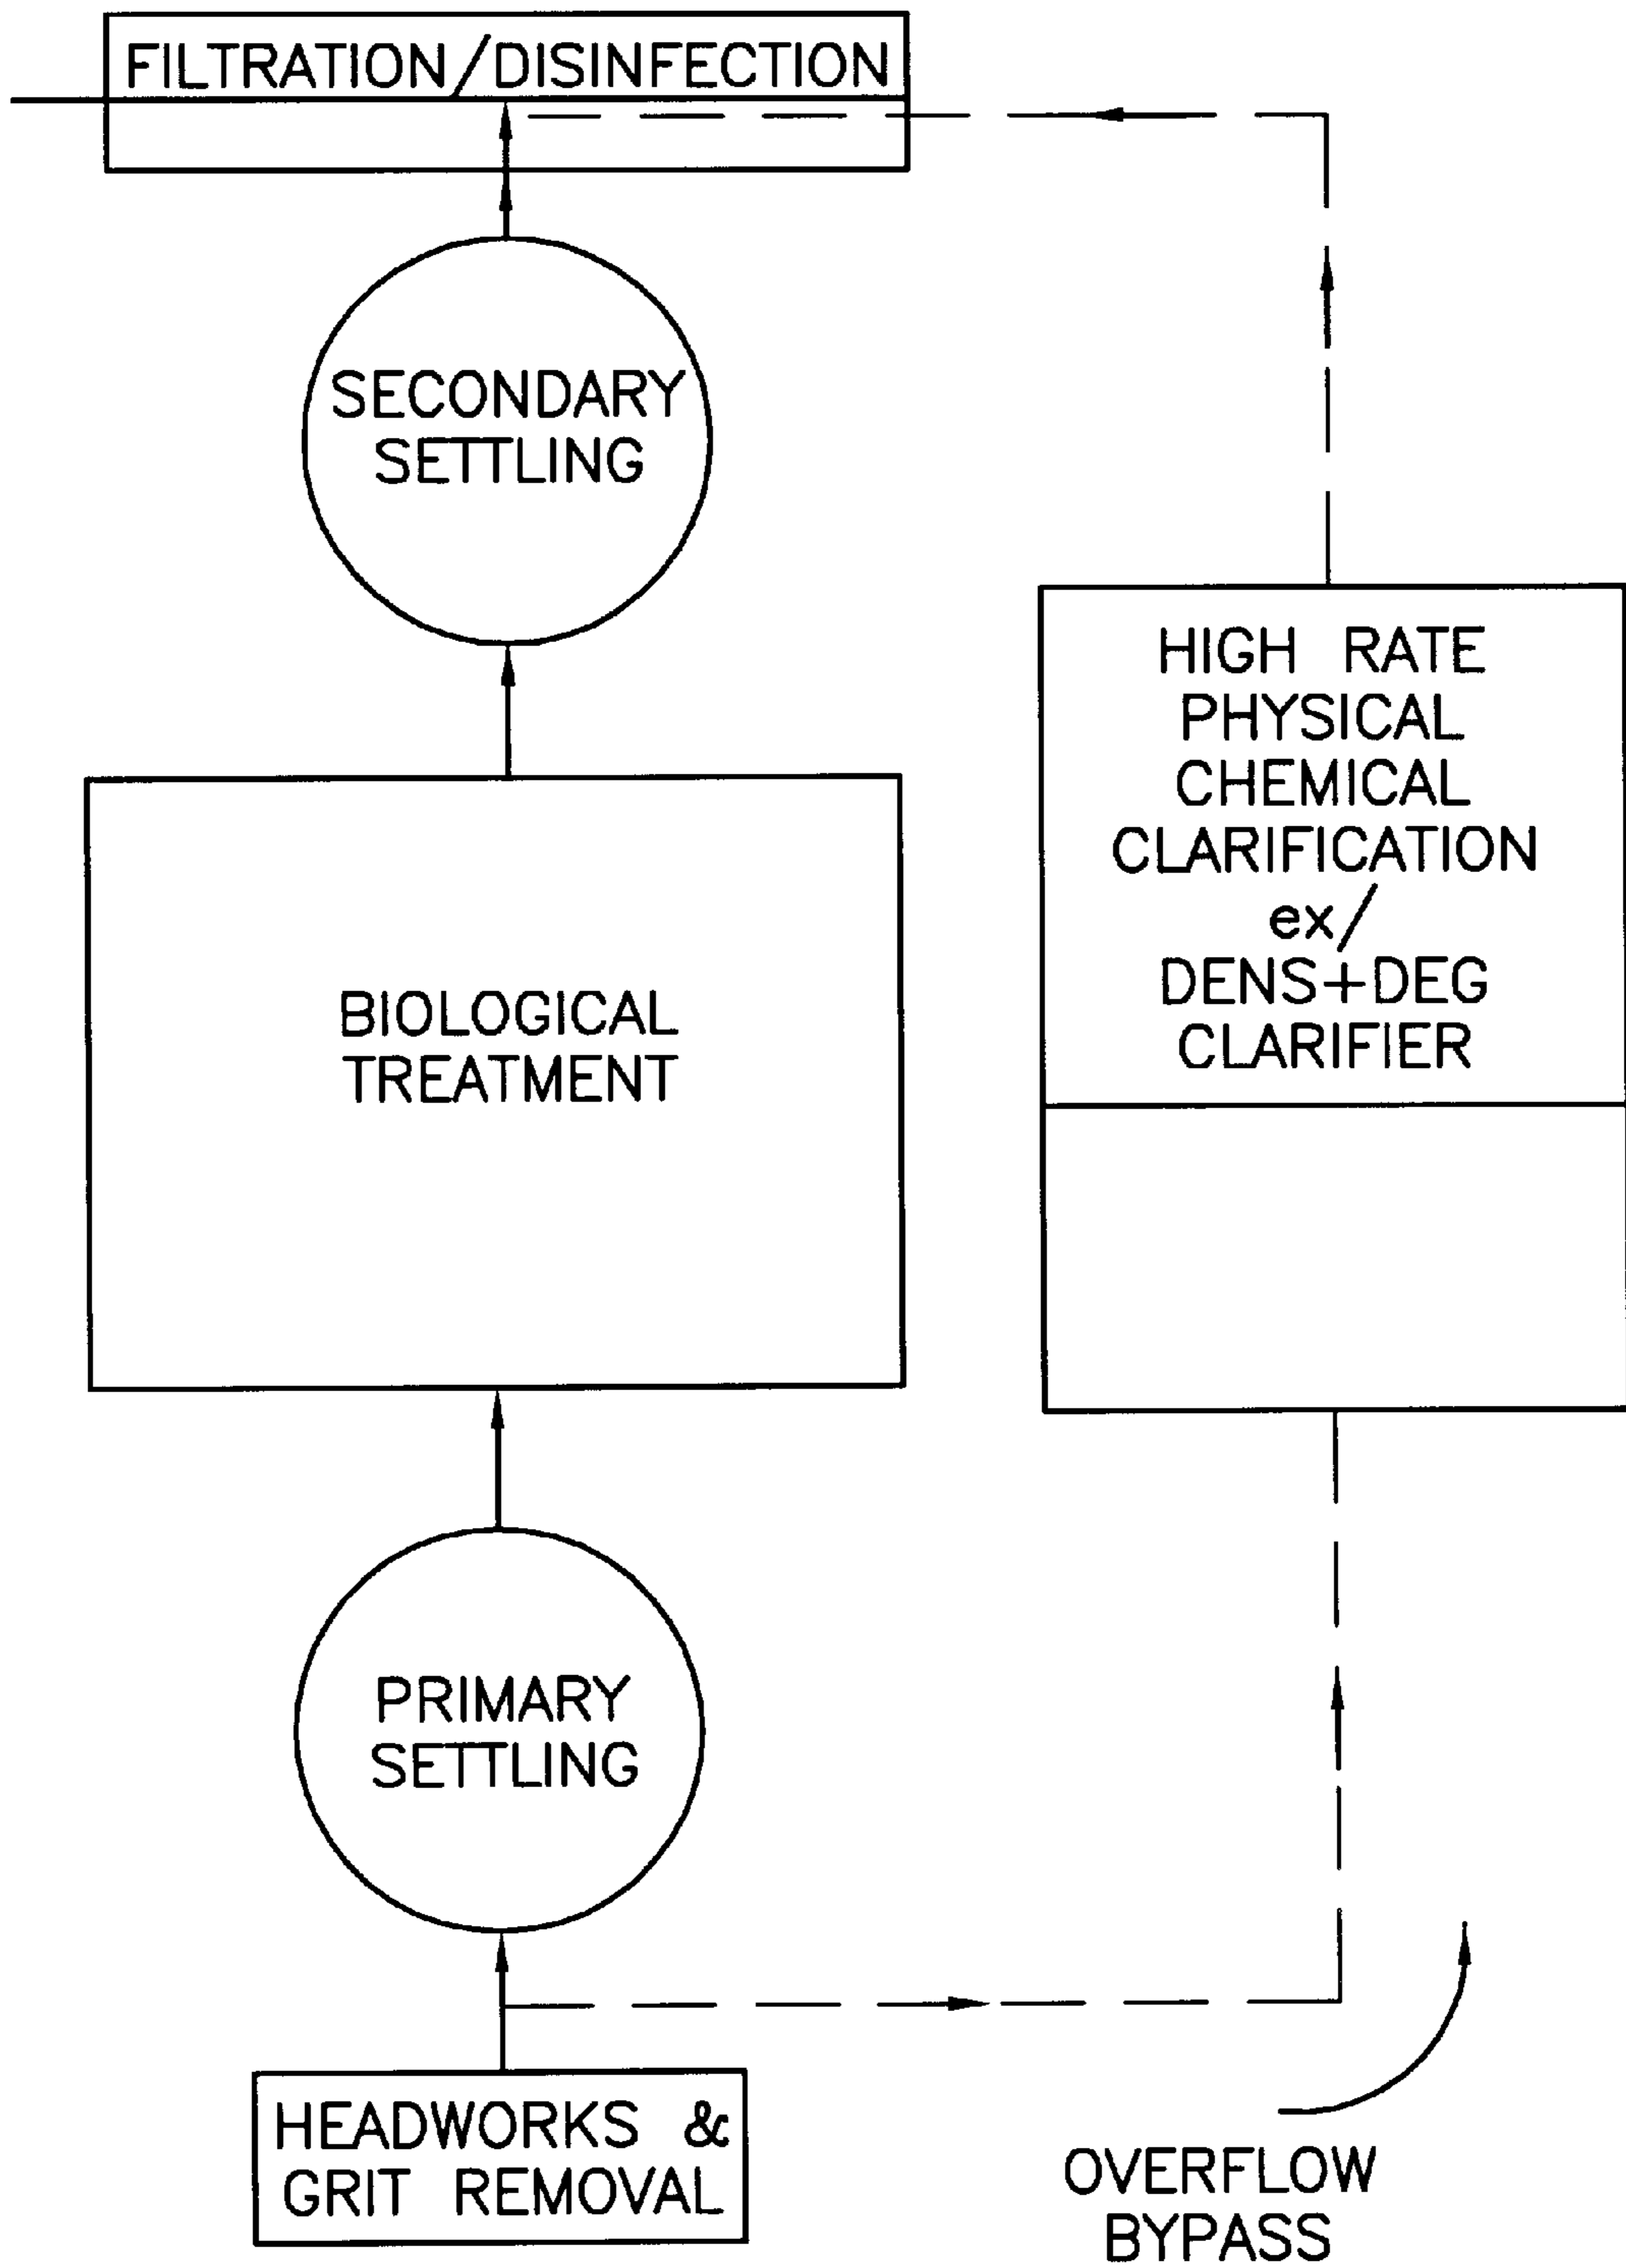 FILTRATION/DISINFECTION
SECONDARY
SETTLING
HIGH RATE
PHYSICAL
CHEMICAL
CLARIFICATION
ex/
DENS+DEG
CLARIFIER
BIOLOGICAL
TREATMENT
PRIMARY
SETTLING
HEADWORKS &
GRIT REMOVAL
OVERFLOW
BYPASS